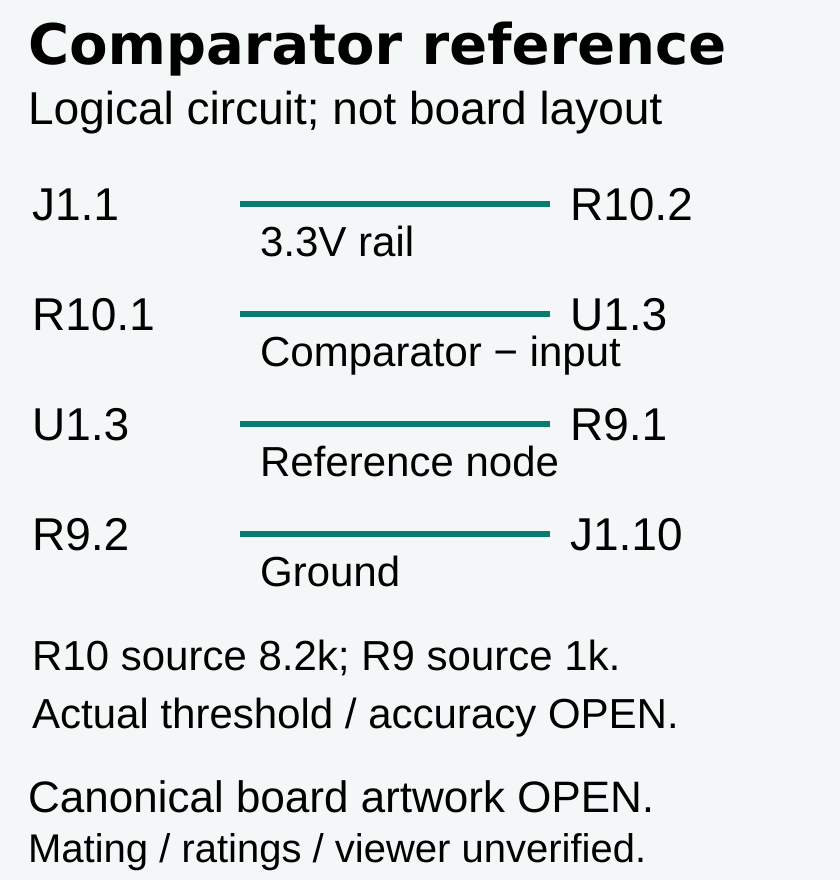 Comparator reference
Logical circuit; not board layout
J1.1 R10.2
3.3V rail
R10.1 U1.3
Comparator − input
U1.3 R9.1
Reference node
R9.2 J1.10
Ground
R10 source 8.2k; R9 source 1k.
Actual threshold / accuracy OPEN.
Canonical board artwork OPEN.
Mating / ratings / viewer unverified.